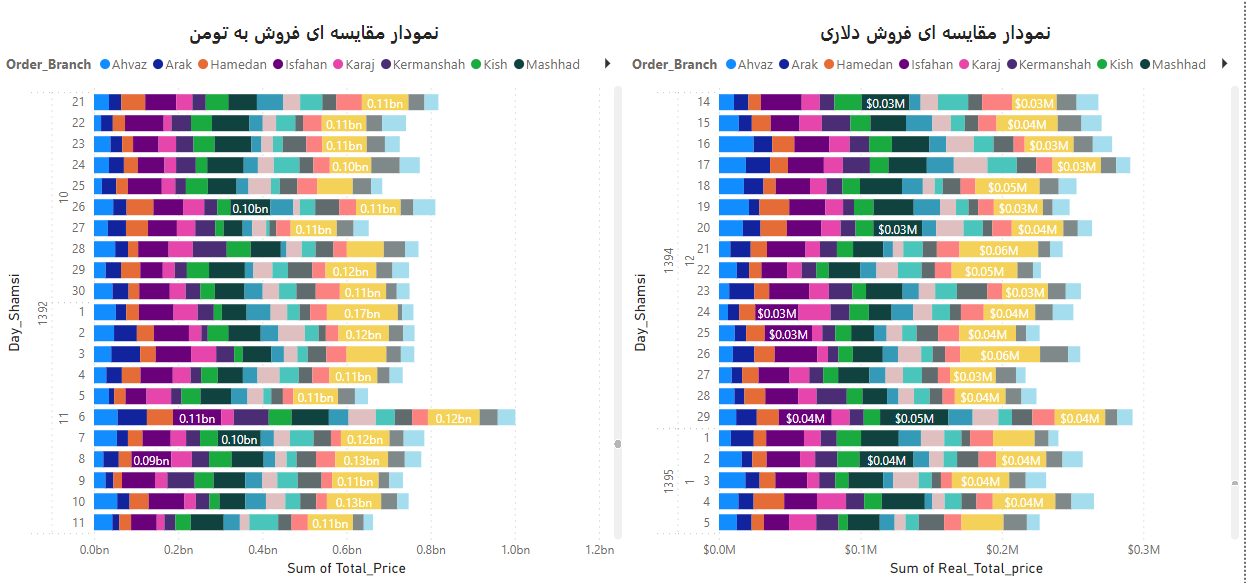 نمودار مقایسه ای فروش به تومن
Order_Branch Ahvaz Arak Hamedan Isfahan Karaj Kermanshah Kish Mashhad
Day_Shamsi
1392
10
21 0.11bn
22 0.11bn
23 0.11bn
24 0.10bn
25
26 0.10bn 0.11bn
27 0.11bn
28
29 0.12bn
30 0.11bn
11
1 0.17bn
2 0.12bn
3
4 0.11bn
5 0.11bn
6 0.11bn 0.12bn
7 0.10bn 0.12bn
8 0.09bn 0.13bn
9 0.11bn
10 0.13bn
11 0.11bn
0.0bn 0.2bn 0.4bn 0.6bn 0.8bn 1.0bn 1.2bn
Sum of Total_Price
نمودار مقایسه ای فروش دلاری
Order_Branch Ahvaz Arak Hamedan Isfahan Karaj Kermanshah Kish Mashhad
Day_Shamsi
1394
12
14 $0.03M $0.03M
15 $0.04M
16 $0.03M
17 $0.03M
18 $0.05M
19 $0.03M
20 $0.03M $0.04M
21 $0.06M
22 $0.05M
23 $0.03M
24 $0.03M $0.04M
25 $0.03M $0.04M
26 $0.06M
27 $0.03M
28 $0.04M
29 $0.04M $0.05M $0.04M
1395
1
1
2 $0.04M $0.04M
3 $0.04M
4 $0.04M
5
$0.0M $0.1M $0.2M $0.3M
Sum of Real_Total_price